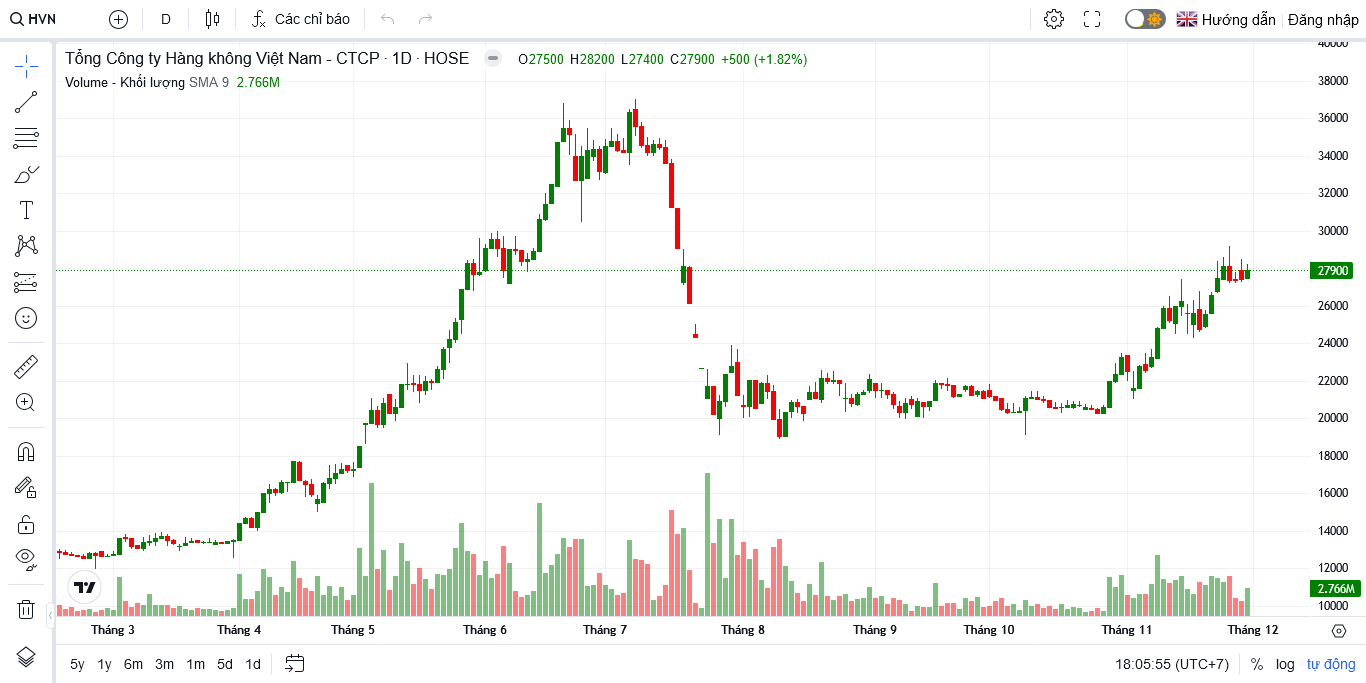 HVN D Các chỉ báo Hướng dẫn Đăng nhập
Tổng Công ty Hàng không Việt Nam - CTCP · 1D · HOSE O27500 H28200 L27400 C27900 +500 (+1.82%)
Volume - Khối lượng SMA 9 2.766M
40000
38000
36000
34000
32000
30000
27900
26000
24000
22000
20000
18000
16000
14000
12000
2.766M
10000
Tháng 3 Tháng 4 Tháng 5 Tháng 6 Tháng 7 Tháng 8 Tháng 9 Tháng 10 Tháng 11 Tháng 12
5y 1y 6m 3m 1m 5d 1d 18:05:55 (UTC+7) % log tự động